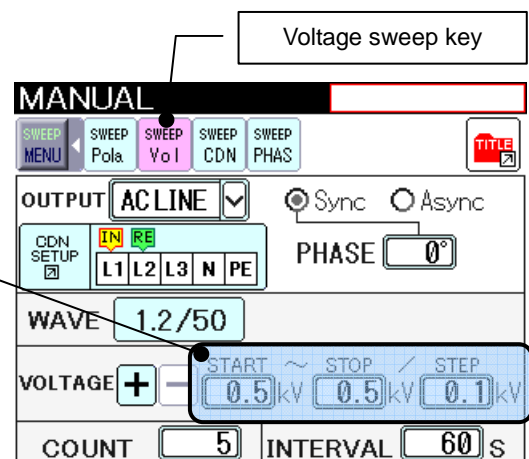 Voltage sweep key
MANUAL
SWEEP MENU SWEEP Pola SWEEP Vol SWEEP CDN SWEEP PHAS TITLE
OUTPUT AC LINE Sync Async
CDN SETUP IN RE L1 L2 L3 N PE PHASE 0°
WAVE 1.2/50
START ~ STOP / STEP
VOLTAGE + - 0.5 kV 0.5 kV 0.1 kV
COUNT 5 INTERVAL 60 s